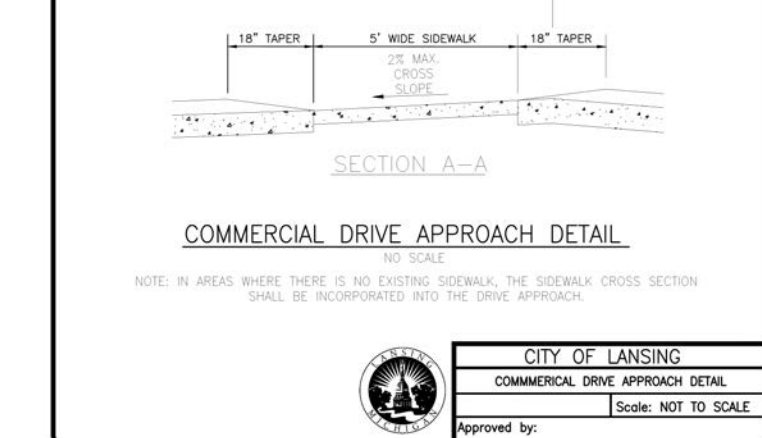 18" TAPER 5' WIDE SIDEWALK 18" TAPER
2% MAX.
CROSS
SLOPE
SECTION A-A
COMMERCIAL DRIVE APPROACH DETAIL
NO SCALE
NOTE: IN AREAS WHERE THERE IS NO EXISTING SIDEWALK, THE SIDEWALK CROSS SECTION
SHALL BE INCORPORATED INTO THE DRIVE APPROACH.
LANSING
MICHIGAN
CITY OF LANSING
COMMMERICAL DRIVE APPROACH DETAIL
Scale: NOT TO SCALE
Approved by: